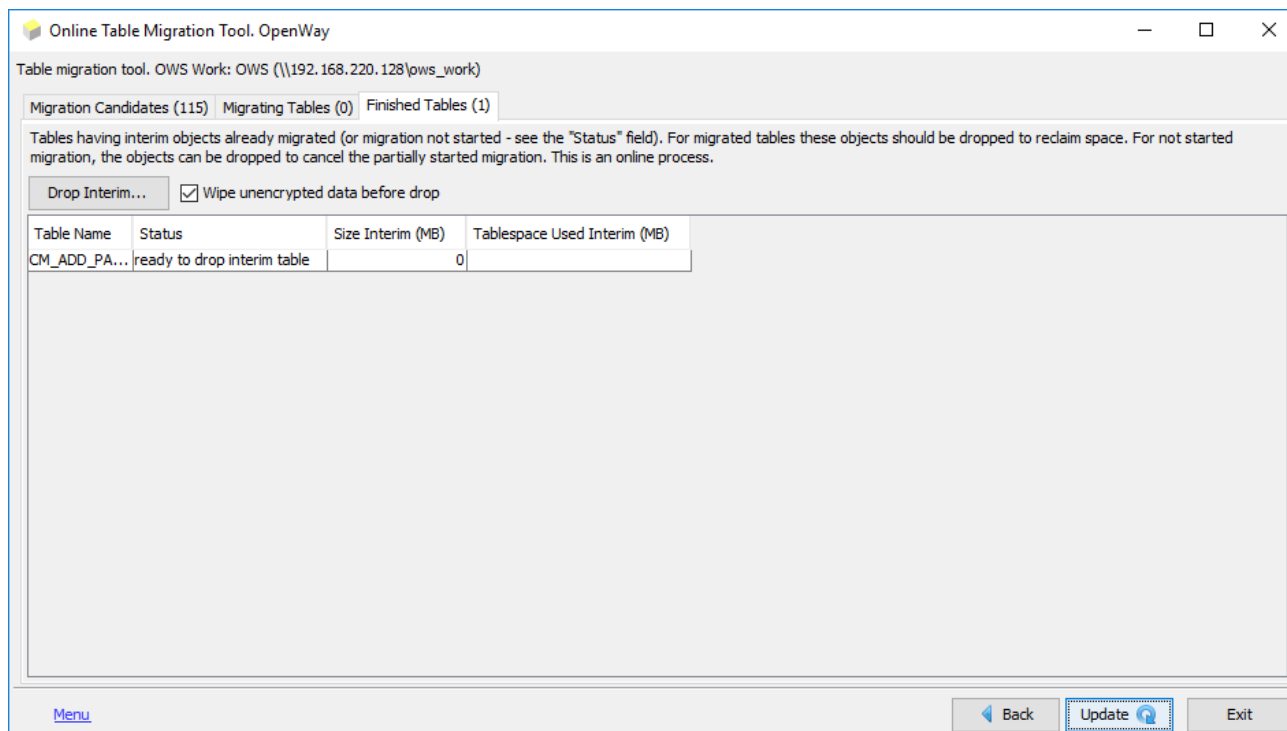 Online Table Migration Tool. OpenWay
Table migration tool. OWS Work: OWS (\\192.168.220.128\ows_work)
Migration Candidates (115) Migrating Tables (0) Finished Tables (1)
Tables having interim objects already migrated (or migration not started - see the "Status" field). For migrated tables these objects should be dropped to reclaim space. For not started
migration, the objects can be dropped to cancel the partially started migration. This is an online process.
Drop Interim... Wipe unencrypted data before drop
Table Name Status Size Interim (MB) Tablespace Used Interim (MB)
CM_ADD_PA... ready to drop interim table 0
Menu Back Update Exit